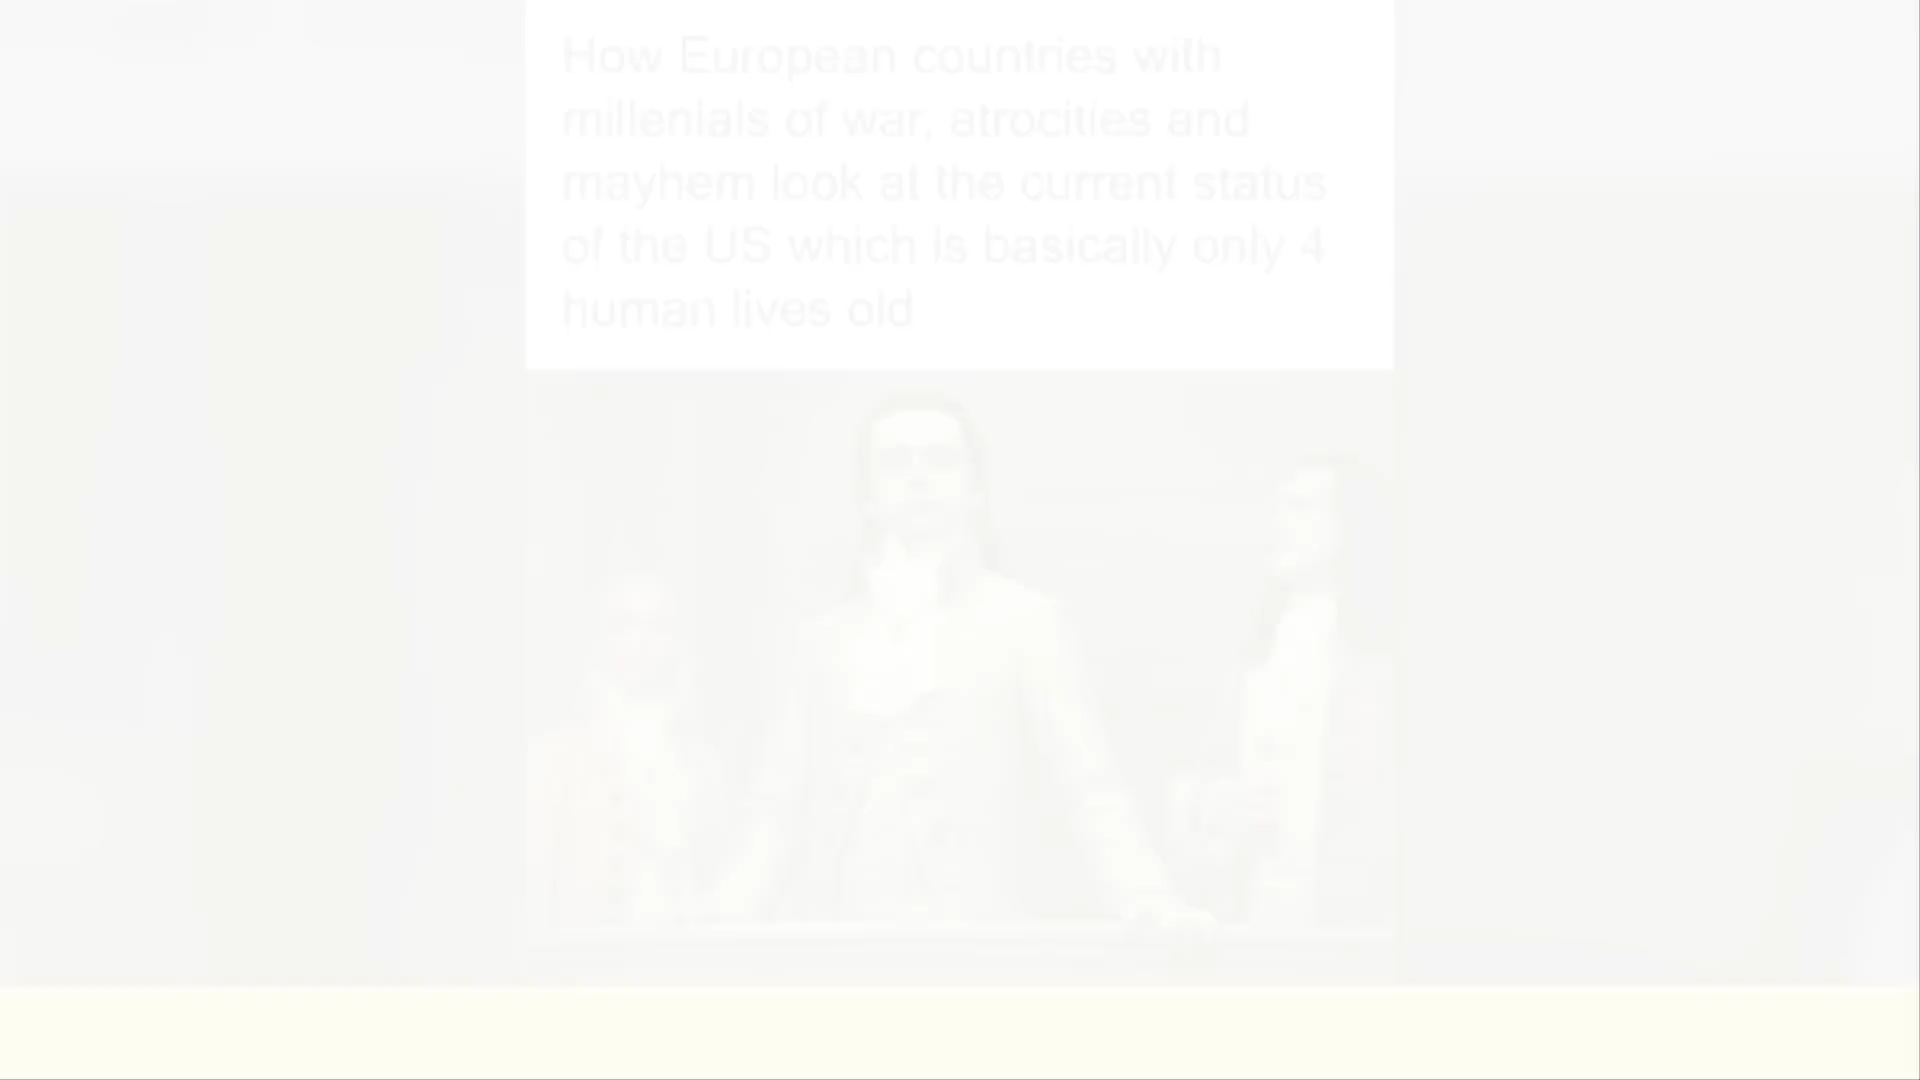 How European countries with
millenials of war, atrocities and
mayhem look at the current status
of the US which is basically only 4
human lives old